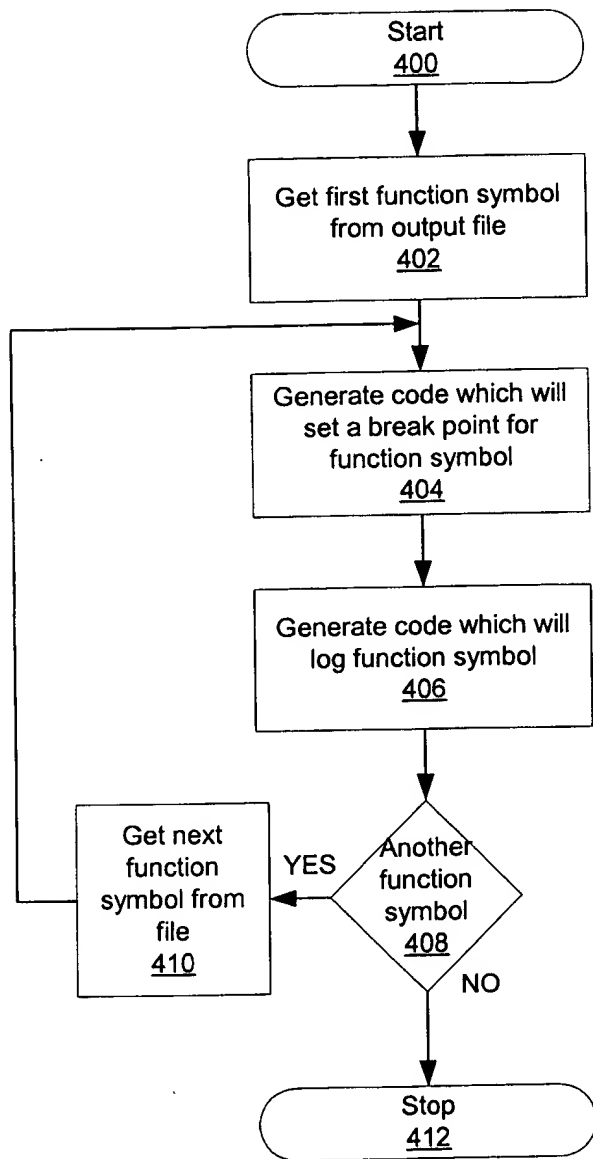 Start
400
Get first function symbol
from output file
402
Generate code which will
set a break point for
function symbol
404
Generate code which will
log function symbol
406
Another
function
symbol
408
YES
Get next
function
symbol from
file
410
NO
Stop
412